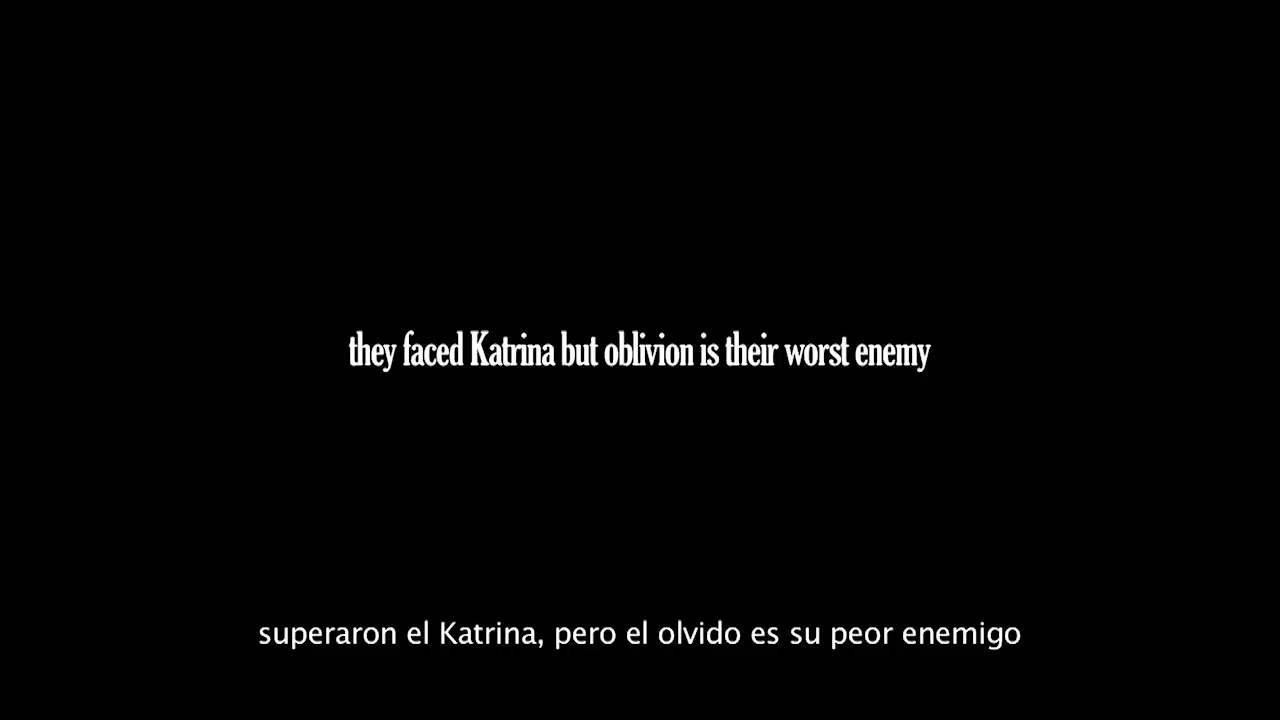 they faced Katrina but oblivion is their worst enemy
superaron el Katrina, pero el olvido es su peor enemigo